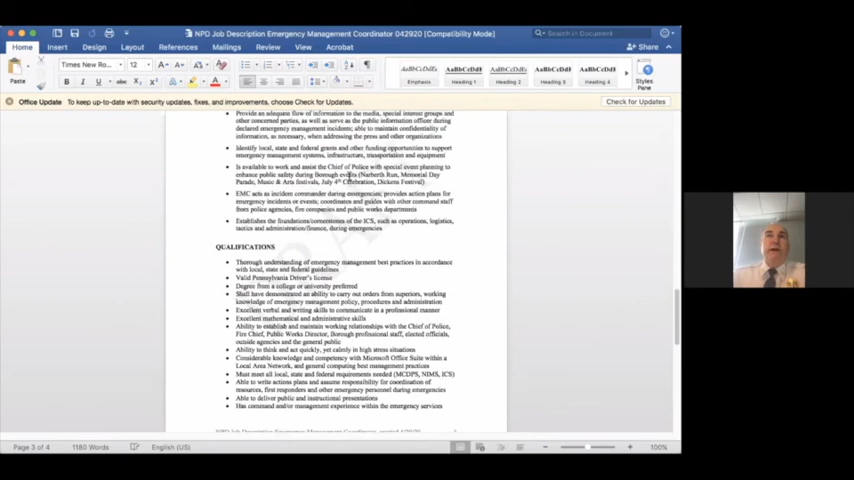 NPD Job Description Emergency Management Coordinator 042920 [Compatibility Mode]
Search in Document
Home Insert Design Layout References Mailings Review View Acrobat
Share
Paste
Times New Ro... 12
AaBbCcDdEt AaBbCcDdE AaBbCcDdE AaBbCcDdI AaBbCcDdE
Emphasis Heading 1 Heading 2 Heading 3 Heading 4
Styles Pane
Office Update To keep up-to-date with security updates, fixes, and improvements, choose Check for Updates.
Check for Updates
Provide an adequate flow of information to the media, special interest groups and
other concerned parties, as well as serve as the public information officer during
declared emergency management incidents; able to maintain confidentiality of
information, as necessary, when addressing the press and other organizations
Identify local, state and federal grants and other funding opportunities to support
emergency management systems, infrastructure, transportation and equipment
Is available to work and assist the Chief of Police with special event planning to
enhance public safety during Borough events (Narberth Run, Memorial Day
Parade, Music & Arts festivals, July 4th Celebration, Dickens Festival)
EMC acts as incident commander during emergencies; provides action plans for
emergency incidents or events; coordinates and guides with other command staff
from police agencies, fire companies and public works departments
Establishes the foundations/cornerstones of the ICS, such as operations, logistics,
tactics and administration/finance, during emergencies
QUALIFICATIONS
Thorough understanding of emergency management best practices in accordance
with local, state and federal guidelines
Valid Pennsylvania Driver's license
Degree from a college or university preferred
Shall have demonstrated an ability to carry out orders from superiors, working
knowledge of emergency management policy, procedures and administration
Excellent verbal and writing skills to communicate in a professional manner
Excellent mathematical and administrative skills
Ability to establish and maintain working relationships with the Chief of Police,
Fire Chief, Public Works Director, Borough professional staff, elected officials,
outside agencies and the general public
Ability to think and act quickly, yet calmly in high stress situations
Considerable knowledge and competency with Microsoft Office Suite within a
Local Area Network, and general computing best management practices
Must meet all local, state and federal requirements needed (MCDPS, NIMS, ICS)
Able to write actions plans and assume responsibility for coordination of
resources, first responders and other emergency personnel during emergencies
Able to deliver public and instructional presentations
Has command and/or management experience within the emergency services
NPD Job Description Emergency Management Coordinator, created 4/29/20
Page 3 of 4 1180 Words English (US) 100%